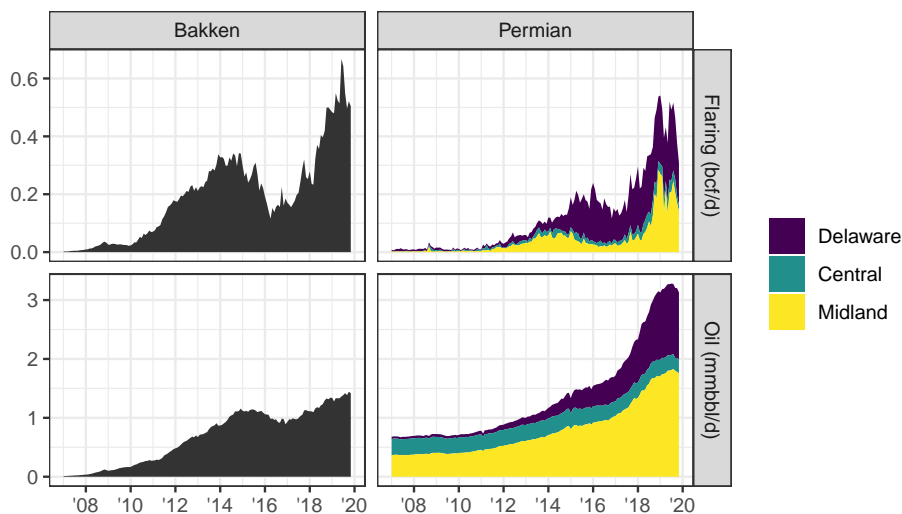 Bakken
Permian
0.6
0.4
0.2
0.0
Flaring (bcf/d)
3
2
1
0
Oil (mmbbl/d)
'08 '10 '12 '14 '16 '18 '20
'08 '10 '12 '14 '16 '18 '20
Delaware
Central
Midland